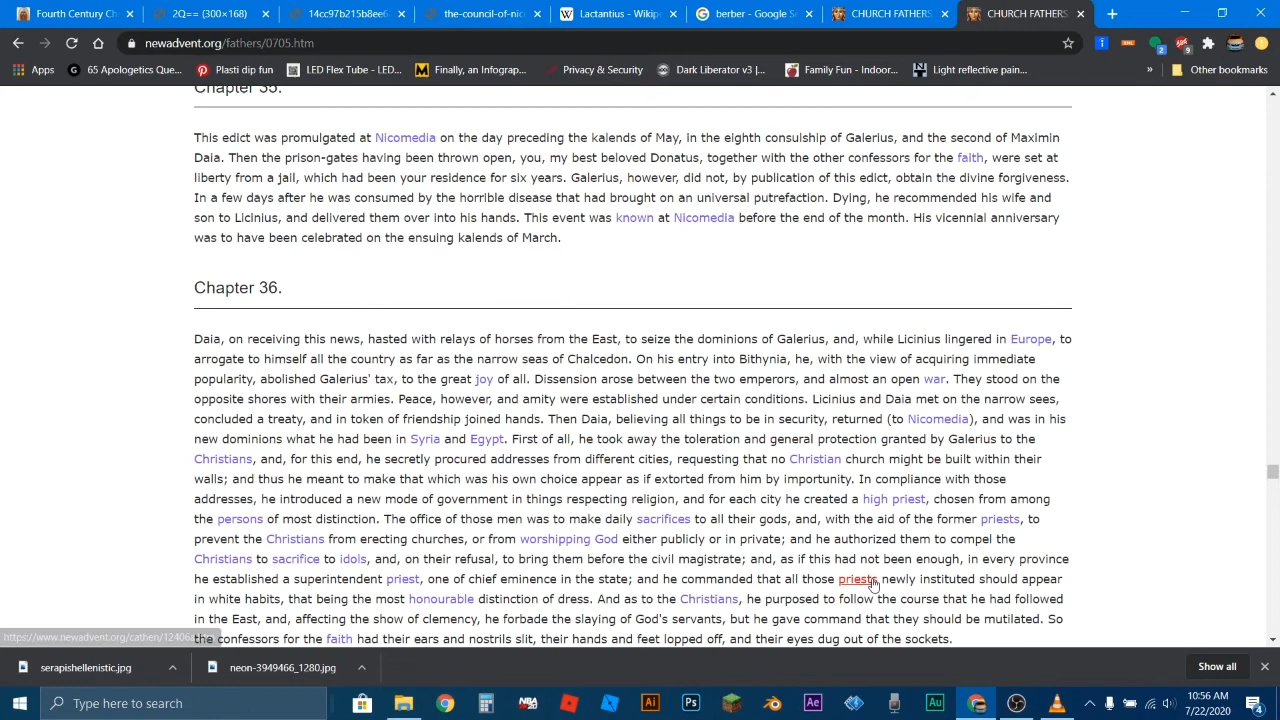 Fourth Century Ch
2Q== (300×168)
14cc97b215b8ee6
the-council-of-nic
Lactantius - Wikip
berber - Google Se
CHURCH FATHERS
CHURCH FATHERS
newadvent.org/fathers/0705.htm
Apps
65 Apologetics Que...
Plasti dip fun
LED Flex Tube - LED...
Finally, an Infograp...
Privacy & Security
Dark Liberator v3 |...
Family Fun - Indoor...
Light reflective pain...
»
Other bookmarks
Chapter 35.
This edict was promulgated at Nicomedia on the day preceding the kalends of May, in the eighth consulship of Galerius, and the second of Maximin
Daia. Then the prison-gates having been thrown open, you, my best beloved Donatus, together with the other confessors for the faith, were set at
liberty from a jail, which had been your residence for six years. Galerius, however, did not, by publication of this edict, obtain the divine forgiveness.
In a few days after he was consumed by the horrible disease that had brought on an universal putrefaction. Dying, he recommended his wife and
son to Licinius, and delivered them over into his hands. This event was known at Nicomedia before the end of the month. His vicennial anniversary
was to have been celebrated on the ensuing kalends of March.
Chapter 36.
Daia, on receiving this news, hasted with relays of horses from the East, to seize the dominions of Galerius, and, while Licinius lingered in Europe, to
arrogate to himself all the country as far as the narrow seas of Chalcedon. On his entry into Bithynia, he, with the view of acquiring immediate
popularity, abolished Galerius' tax, to the great joy of all. Dissension arose between the two emperors, and almost an open war. They stood on the
opposite shores with their armies. Peace, however, and amity were established under certain conditions. Licinius and Daia met on the narrow sees,
concluded a treaty, and in token of friendship joined hands. Then Daia, believing all things to be in security, returned (to Nicomedia), and was in his
new dominions what he had been in Syria and Egypt. First of all, he took away the toleration and general protection granted by Galerius to the
Christians, and, for this end, he secretly procured addresses from different cities, requesting that no Christian church might be built within their
walls; and thus he meant to make that which was his own choice appear as if extorted from him by importunity. In compliance with those
addresses, he introduced a new mode of government in things respecting religion, and for each city he created a high priest, chosen from among
the persons of most distinction. The office of those men was to make daily sacrifices to all their gods, and, with the aid of the former priests, to
prevent the Christians from erecting churches, or from worshipping God either publicly or in private; and he authorized them to compel the
Christians to sacrifice to idols, and, on their refusal, to bring them before the civil magistrate; and, as if this had not been enough, in every province
he established a superintendent priest, one of chief eminence in the state; and he commanded that all those priests newly instituted should appear
in white habits, that being the most honourable distinction of dress. And as to the Christians, he purposed to follow the course that he had followed
in the East, and, affecting the show of clemency, he forbade the slaying of God's servants, but he gave command that they should be mutilated. So
the confessors for the faith had their ears and nostrils slit, their hands and feet lopped off, and their eyes dug out of the sockets.
https://www.newadvent.org/cathen/12406a
serapishellenistic.jpg
neon-3949466_1280.jpg
Show all
Type here to search
10:56 AM
7/22/2020